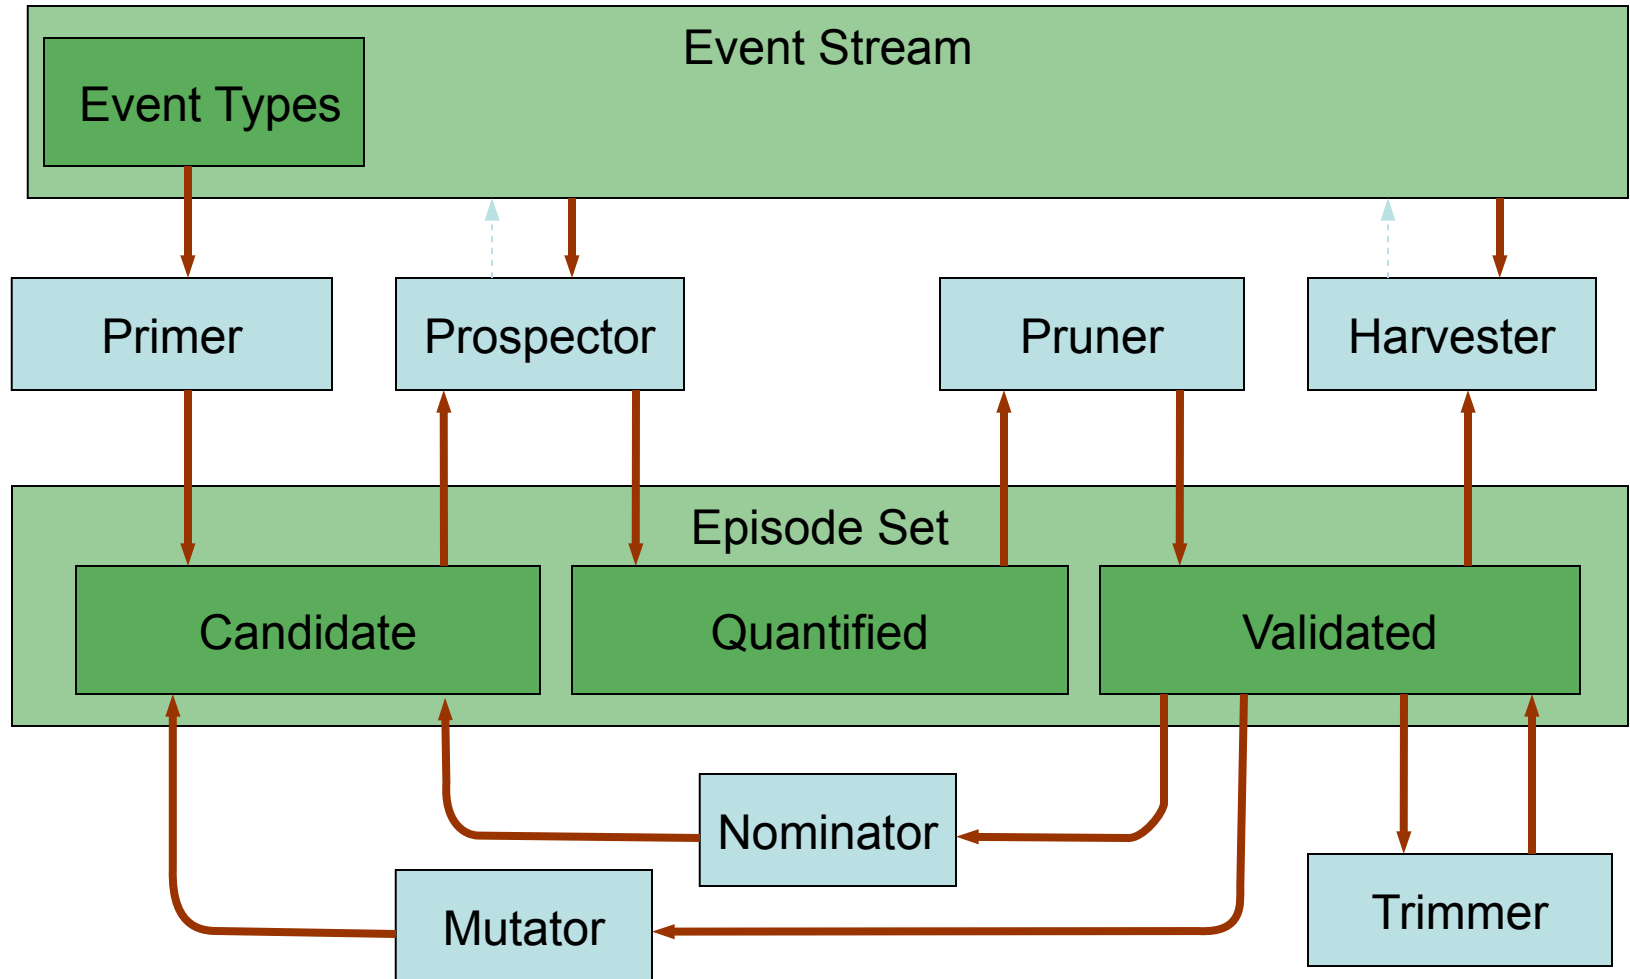 Event Stream
Event Types
Primer
Prospector
Pruner
Harvester
Episode Set
Candidate
Quantified
Validated
Nominator
Mutator
Trimmer